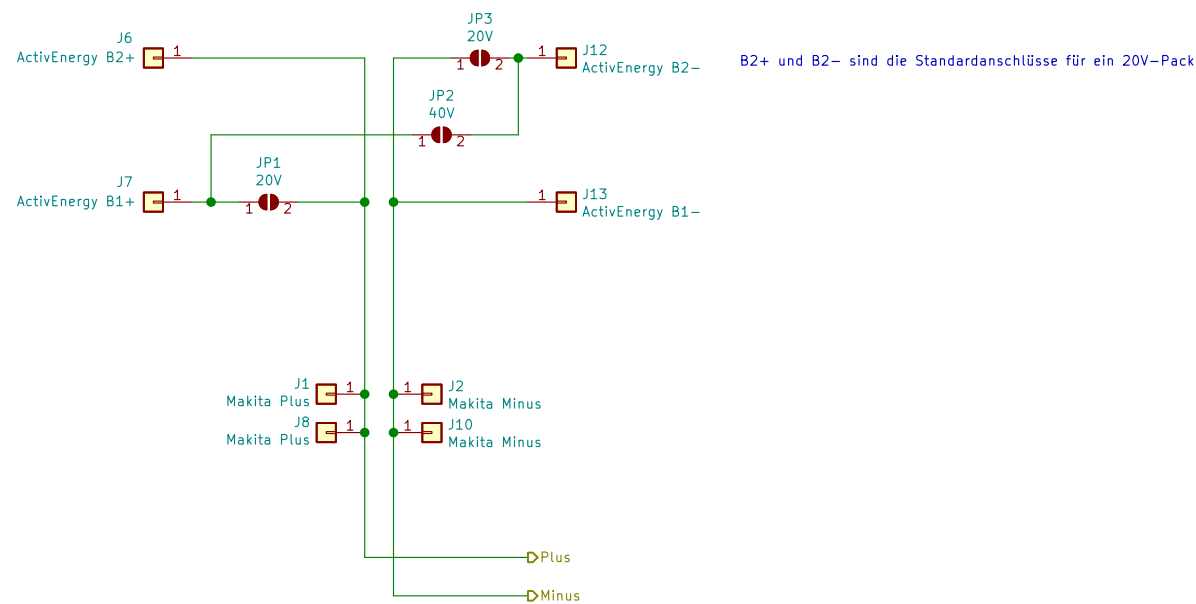 JP3
20V
J6
ActivEnergy B2+
1
1
2
1
J12
ActivEnergy B2−
B2+ und B2− sind die Standardanschlüsse für ein 20V−Pack
JP2
40V
1
2
JP1
20V
J7
ActivEnergy B1+
1
1
2
1
J13
ActivEnergy B1−
J1
Makita Plus
1
1
J2
Makita Minus
J8
Makita Plus
1
1
J10
Makita Minus
Plus
Minus